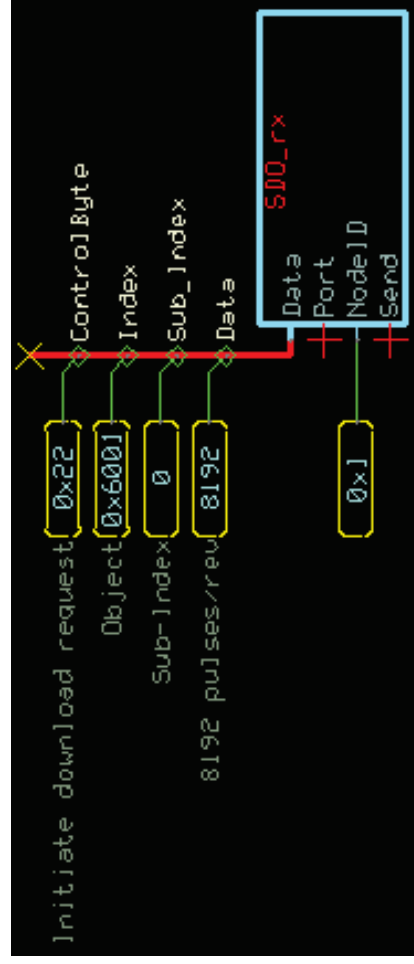 Initiate download request 0x22 ControlByte
Object 0x6001 Index
Sub-Index 0 Sub_Index
8192 pulses/rev 8192 Data
SDO_rx
Data
Port
0x1 NodeID
Send